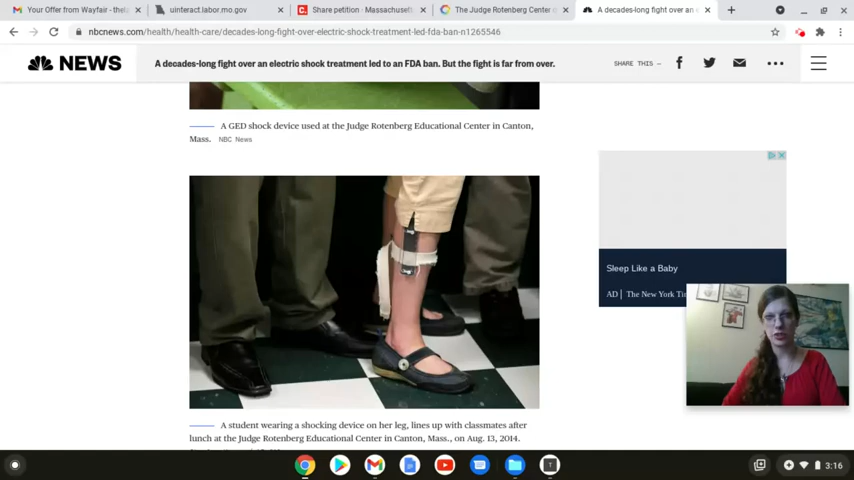 Your Offer from Wayfair - thela
uinteract.labor.mo.gov
Share petition · Massachuset
The Judge Rotenberg Center
A decades-long fight over an
nbcnews.com/health/health-care/decades-long-fight-over-electric-shock-treatment-led-fda-ban-n1265546
NEWS
A decades-long fight over an electric shock treatment led to an FDA ban. But the fight is far from over.
SHARE THIS —
A GED shock device used at the Judge Rotenberg Educational Center in Canton,
Mass. NBC News
Sleep Like a Baby
AD | The New York
A student wearing a shocking device on her leg, lines up with classmates after
lunch at the Judge Rotenberg Educational Center in Canton, Mass., on Aug. 13, 2014.
3:16